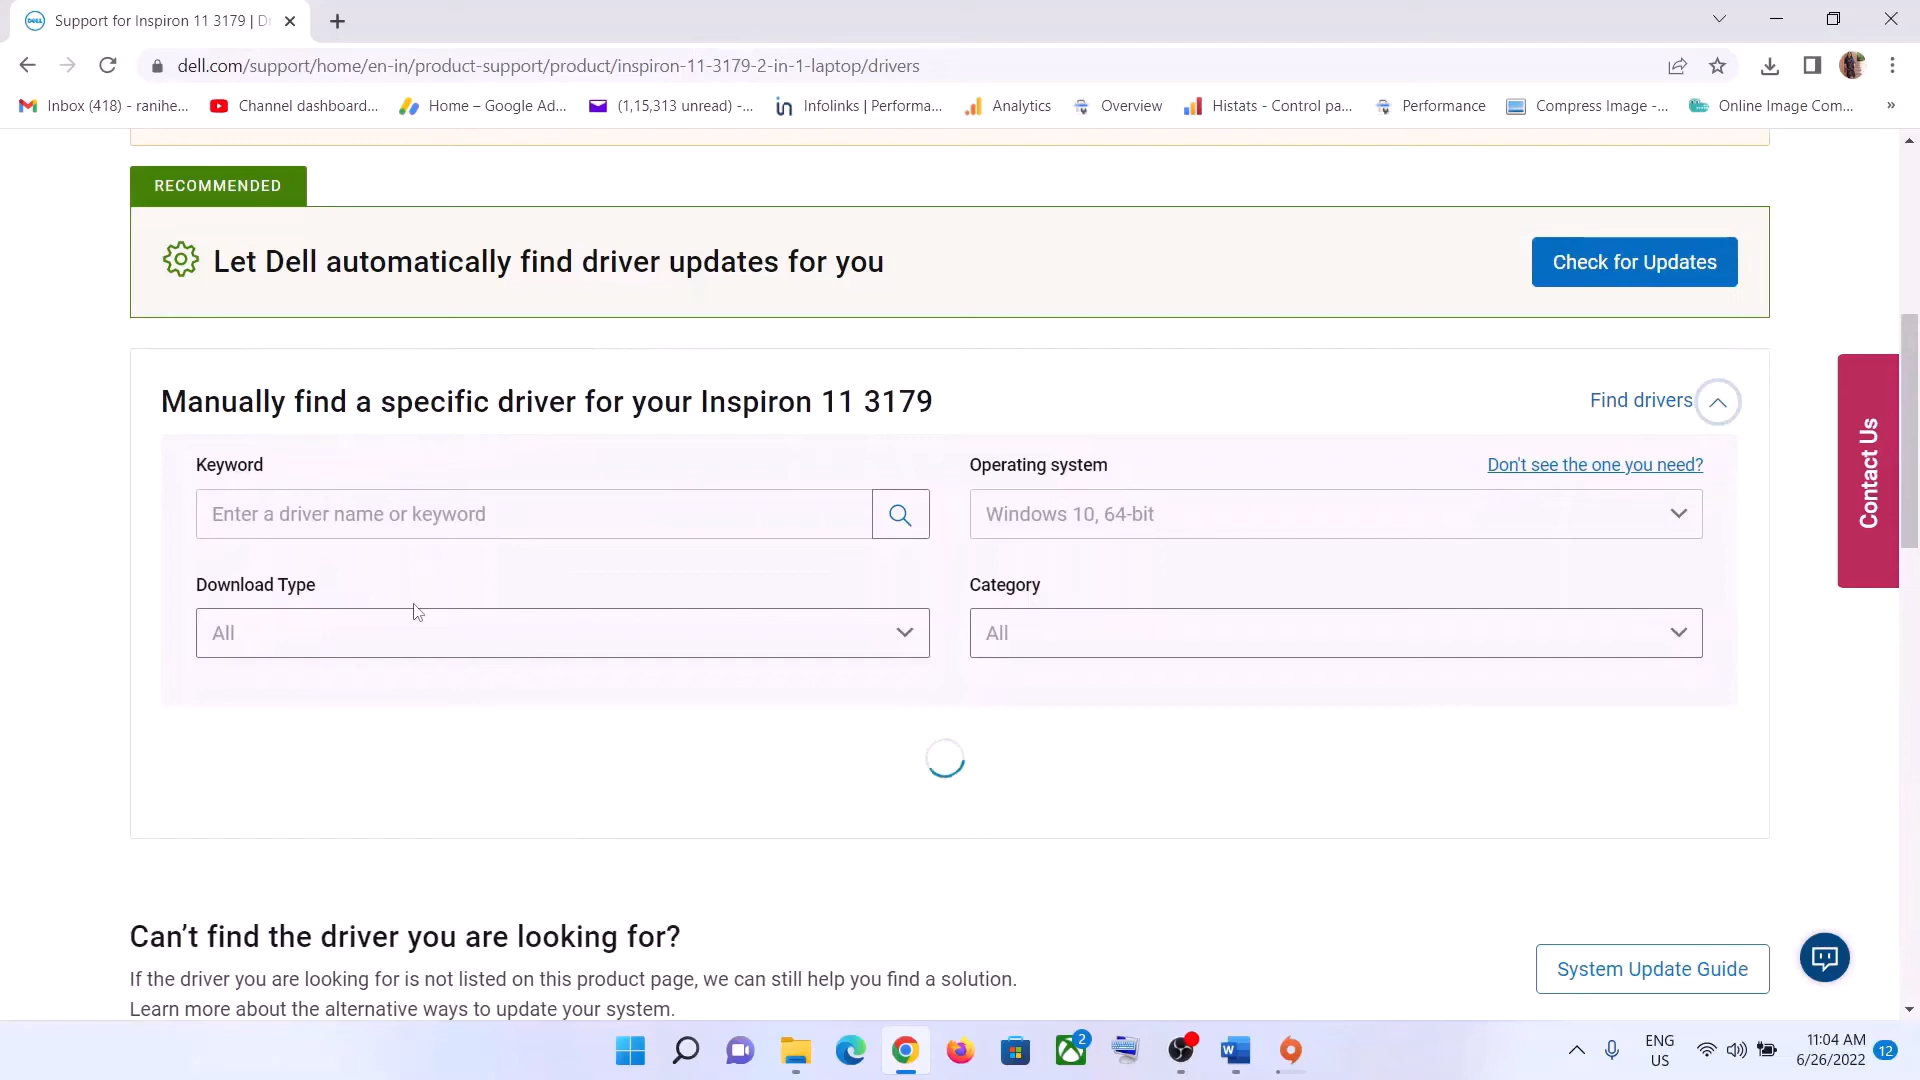 Support for Inspiron 11 3179 | D
dell.com/support/home/en-in/product-support/product/inspiron-11-3179-2-in-1-laptop/drivers
Inbox (418) - ranihe...
Channel dashboard...
Home – Google Ad...
(1,15,313 unread) -...
Infolinks | Performa...
Analytics
Overview
Histats - Control pa...
Performance
Compress Image -...
Online Image Com...
»
RECOMMENDED
Let Dell automatically find driver updates for you
Check for Updates
Manually find a specific driver for your Inspiron 11 3179
Find drivers
Keyword
Operating system
Don't see the one you need?
Enter a driver name or keyword
Windows 10, 64-bit
Download Type
Category
All
All
Contact Us
Can’t find the driver you are looking for?
If the driver you are looking for is not listed on this product page, we can still help you find a solution.
Learn more about the alternative ways to update your system.
System Update Guide
2
ENG
US
11:04 AM
6/26/2022
12